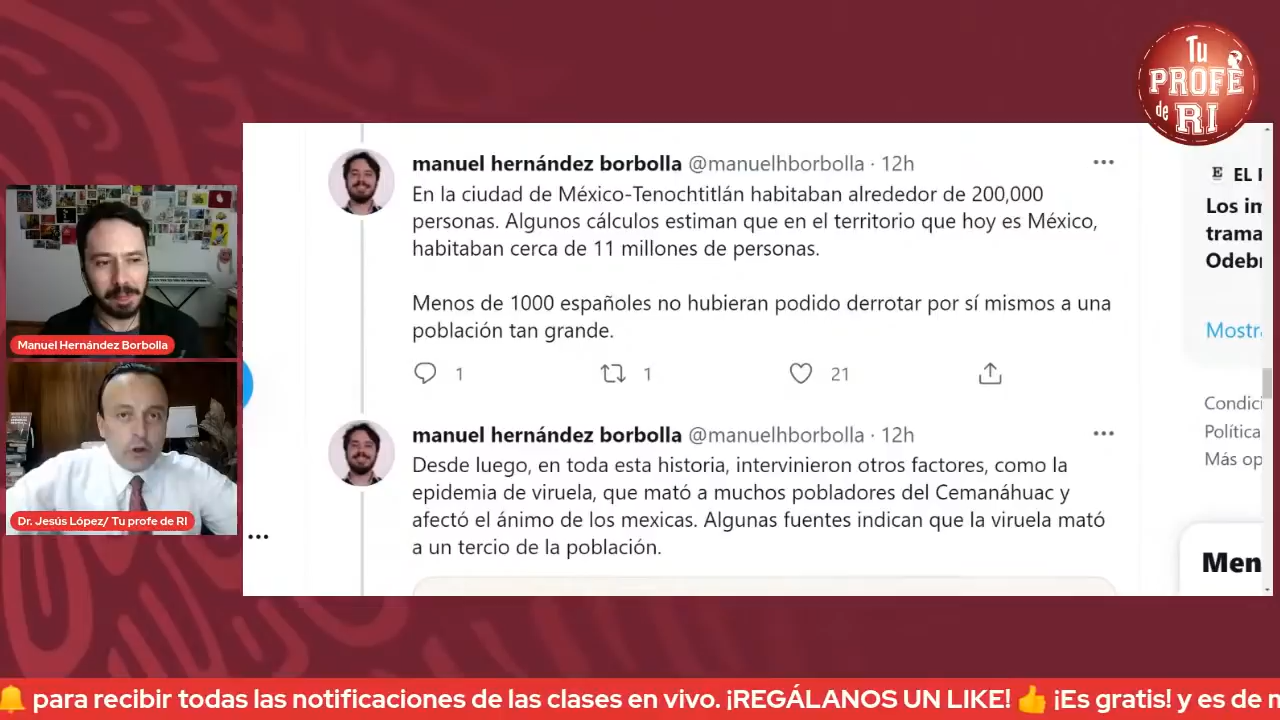 Tu
PROFE
de RI
manuel hernández borbolla @manuelhborbolla · 12h
En la ciudad de México-Tenochtitlán habitaban alrededor de 200,000
personas. Algunos cálculos estiman que en el territorio que hoy es México,
habitaban cerca de 11 millones de personas.
Menos de 1000 españoles no hubieran podido derrotar por sí mismos a una
población tan grande.
1 1 21
manuel hernández borbolla @manuelhborbolla · 12h
Desde luego, en toda esta historia, intervinieron otros factores, como la
epidemia de viruela, que mató a muchos pobladores del Cemanáhuac y
afectó el ánimo de los mexicas. Algunas fuentes indican que la viruela mató
a un tercio de la población.
E EL
Los im
trama
Odeb
Mostr
Condici
Política
Más op
Men
Manuel Hernández Borbolla
Dr. Jesús López/ Tu profe de RI
🔔 para recibir todas las notificaciones de las clases en vivo. ¡REGÁLANOS UN LIKE! 👍 ¡Es gratis! y es de